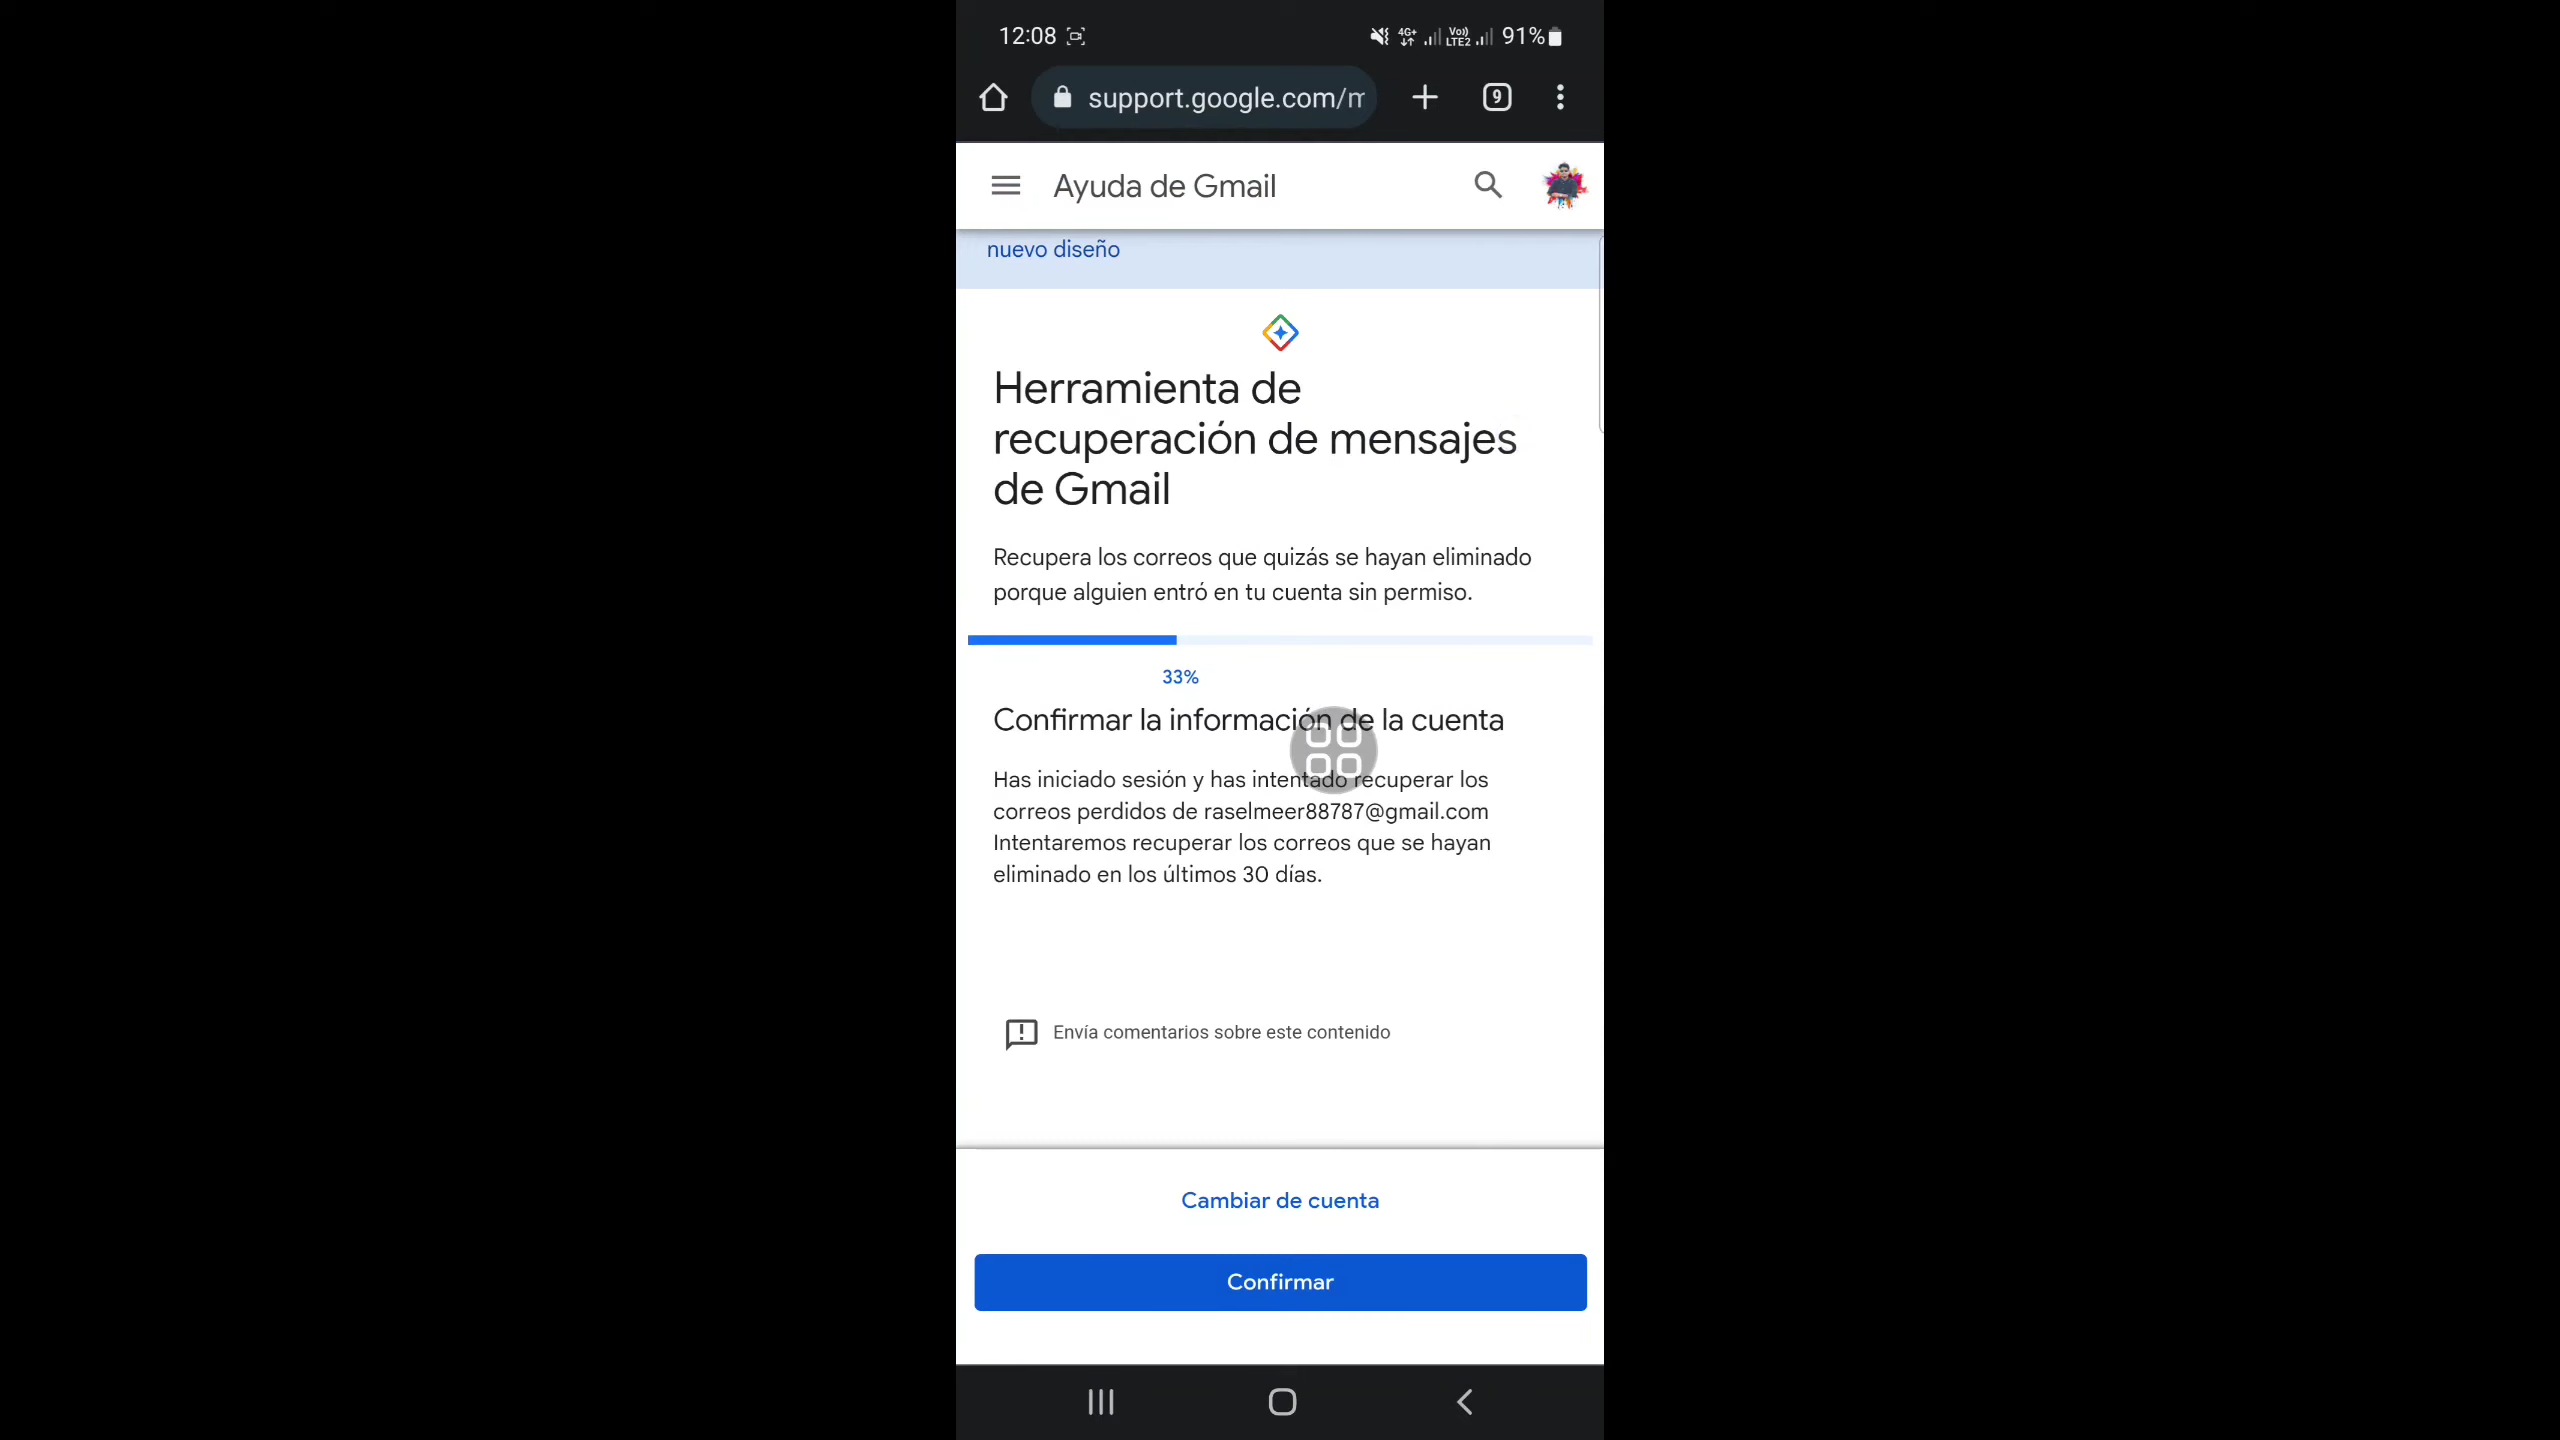 12:08 4G+ Vo)) LTE2 91%
support.google.com/m 9
Ayuda de Gmail
nuevo diseño
Herramienta de
recuperación de mensajes
de Gmail
Recupera los correos que quizás se hayan eliminado
porque alguien entró en tu cuenta sin permiso.
33%
Confirmar la información de la cuenta
Has iniciado sesión y has intentado recuperar los
correos perdidos de raselmeer88787@gmail.com
Intentaremos recuperar los correos que se hayan
eliminado en los últimos 30 días.
Envía comentarios sobre este contenido
Cambiar de cuenta
Confirmar